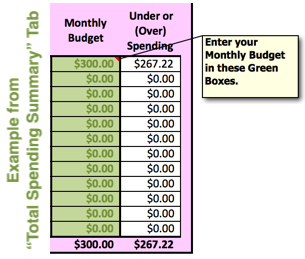 Example from
"Total Spending Summary" Tab
Monthly
Budget
Under or
(Over)
Spending
Enter your
Monthly Budget
in these Green
Boxes.
$300.00 $267.22
$0.00 $0.00
$0.00 $0.00
$0.00 $0.00
$0.00 $0.00
$0.00 $0.00
$0.00 $0.00
$0.00 $0.00
$0.00 $0.00
$0.00 $0.00
$0.00 $0.00
$0.00 $0.00
$300.00 $267.22